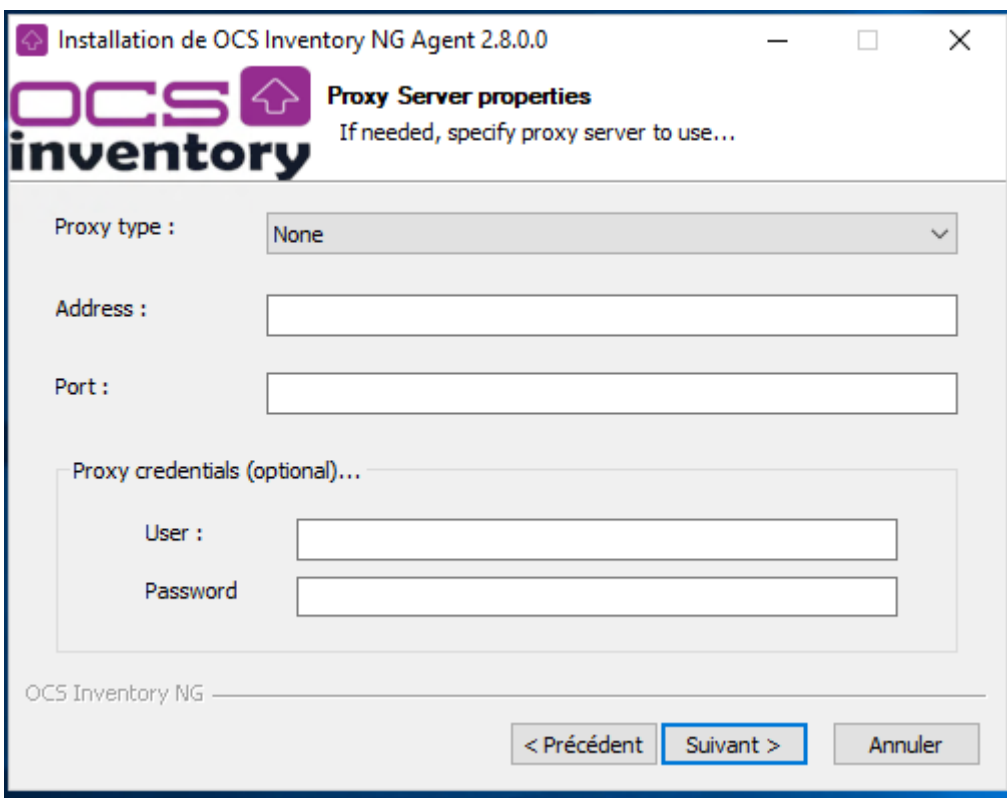 Installation de OCS Inventory NG Agent 2.8.0.0
OCS
inventory
Proxy Server properties
If needed, specify proxy server to use...
Proxy type :
None
Address :
Port :
Proxy credentials (optional)...
User :
Password
OCS Inventory NG
< Précédent
Suivant >
Annuler